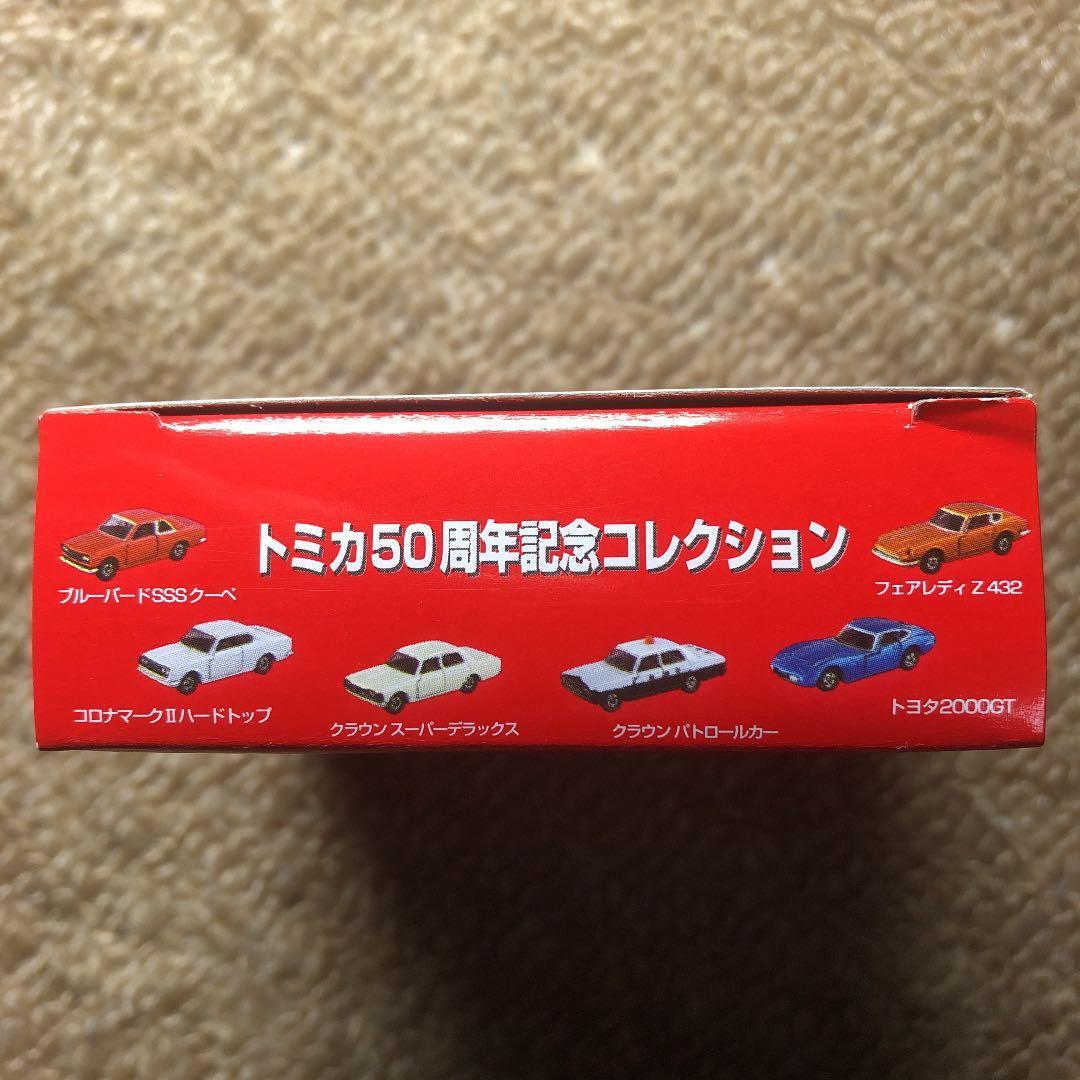 トミカ50周年記念コレクション
ブルーバードSSSクーペ
フェアレディ Z 432
コロナマークⅡハードトップ
クラウン スーパーデラックス
クラウン パトロールカー
トヨタ2000GT